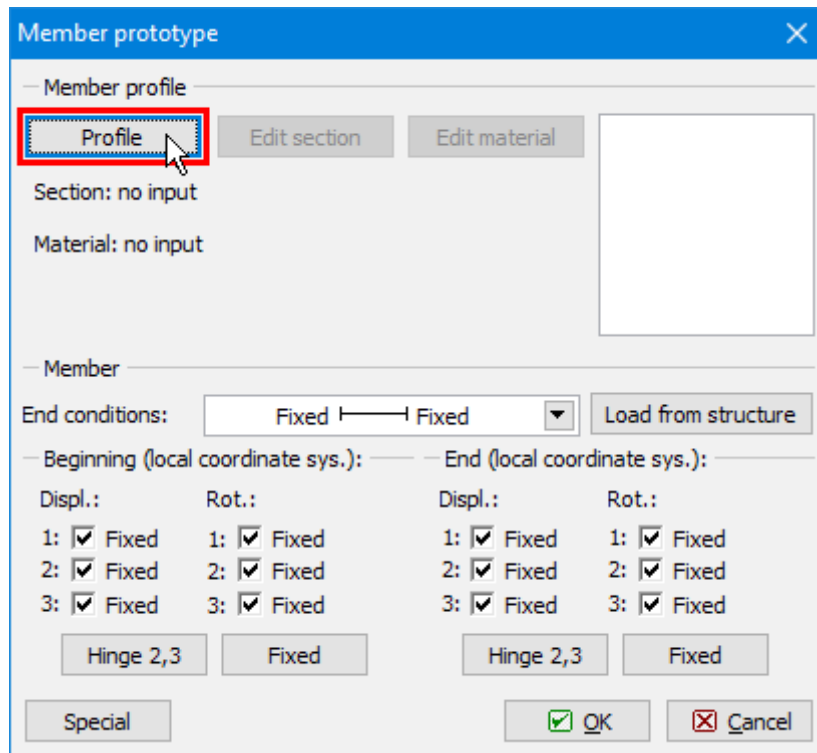 Member prototype
Member profile
Profile Edit section Edit material
Section: no input
Material: no input
Member
End conditions: Fixed Fixed Load from structure
Beginning (local coordinate sys.): End (local coordinate sys.):
Displ.: Rot.: Displ.: Rot.:
1: Fixed 1: Fixed 1: Fixed 1: Fixed
2: Fixed 2: Fixed 2: Fixed 2: Fixed
3: Fixed 3: Fixed 3: Fixed 3: Fixed
Hinge 2,3 Fixed Hinge 2,3 Fixed
Special OK Cancel